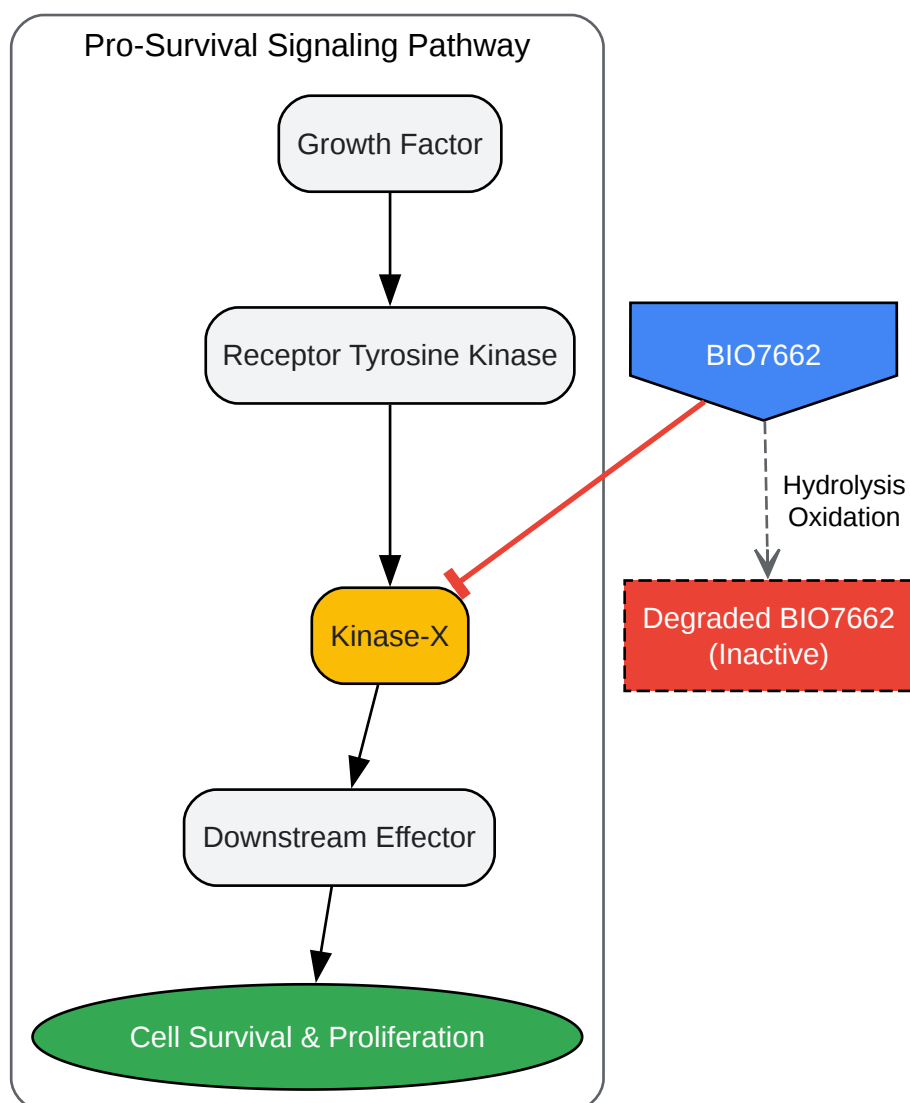 Pro-Survival Signaling Pathway
Growth Factor
Receptor Tyrosine Kinase
BIO7662
Hydrolysis
Oxidation
Degraded BIO7662
(Inactive)
Kinase-X
Downstream Effector
Cell Survival & Proliferation